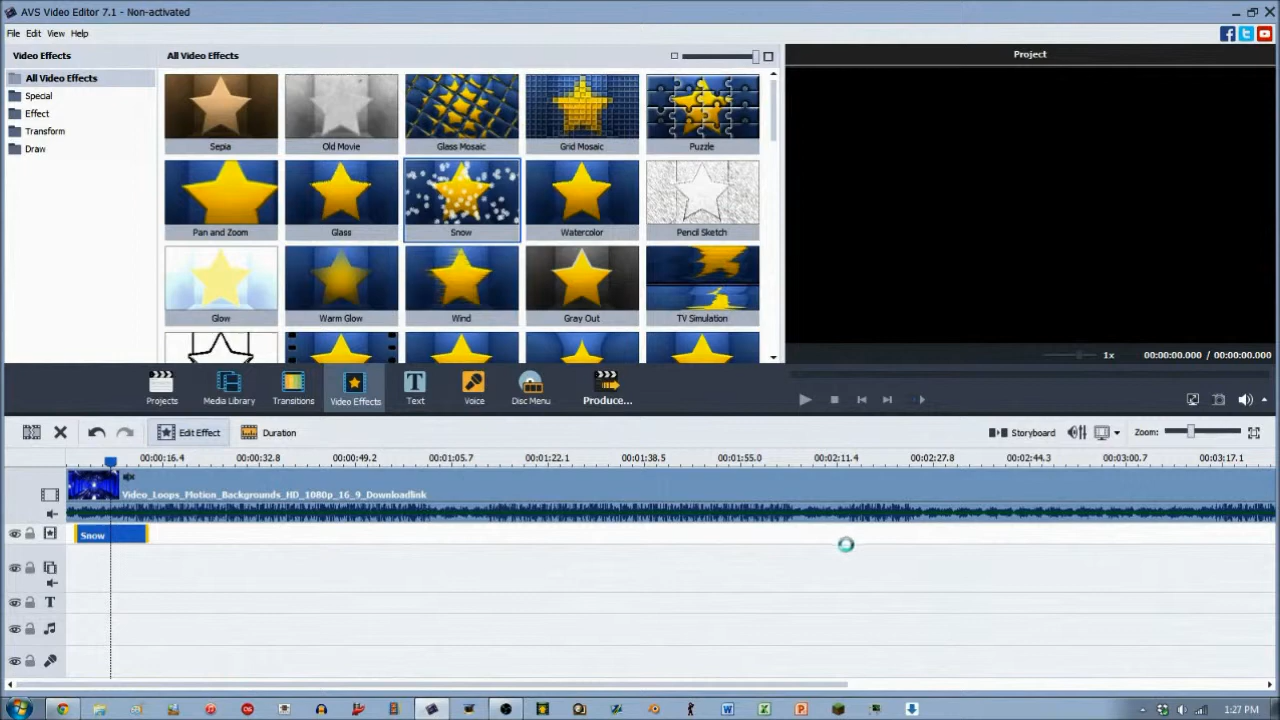 AVS Video Editor 7.1 - Non-activated
File Edit View Help
Video Effects
All Video Effects
Project
All Video Effects
Special
Effect
Transform
Draw
Sepia
Old Movie
Glass Mosaic
Grid Mosaic
Puzzle
Pan and Zoom
Glass
Snow
Watercolor
Pencil Sketch
Glow
Warm Glow
Wind
Gray Out
TV Simulation
1x
00:00:00.000 / 00:00:00.000
Projects
Media Library
Transitions
Video Effects
Text
Voice
Disc Menu
Produce...
Edit Effect
Duration
Storyboard
Zoom:
00:00:16.4 00:00:32.8 00:00:49.2 00:01:05.7 00:01:22.1 00:01:38.5 00:01:55.0 00:02:11.4 00:02:27.8 00:02:44.3 00:03:00.7 00:03:17.1
Video_Loops_Motion_Backgrounds_HD_1080p_16_9_Downloadlink
Snow
1:27 PM